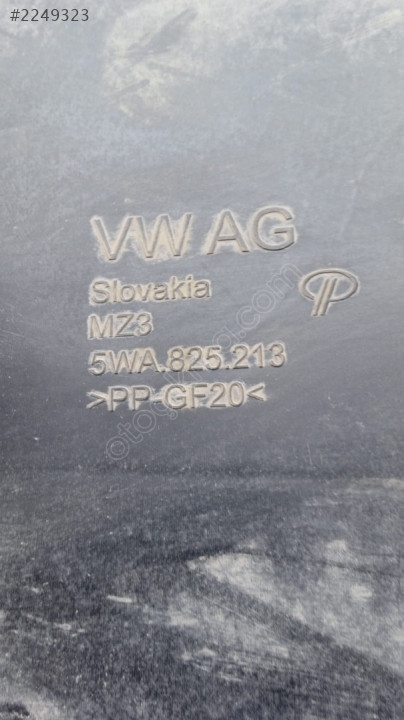 #2249323
VW AG
Slovakia
MZ3
5WA.825.213
>PP-GF20<